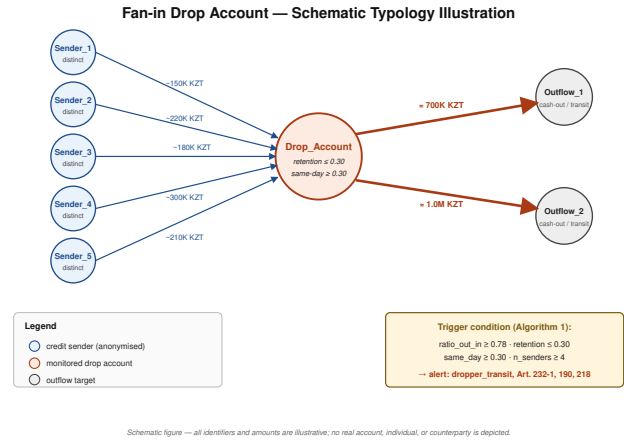 Fan-in Drop Account — Schematic Typology Illustration
Sender_1
distinct
~150K KZT
Sender_2
distinct
~220K KZT
Sender_3
distinct
~180K KZT
Sender_4
distinct
~300K KZT
Sender_5
distinct
~210K KZT
Drop_Account
retention ≤ 0.30
same-day ≥ 0.30
≈ 700K KZT
Outflow_1
cash-out / transit
≈ 1.0M KZT
Outflow_2
cash-out / transit
Legend
credit sender (anonymised)
monitored drop account
outflow target
Trigger condition (Algorithm 1):
ratio_out_in ≥ 0.78 · retention ≤ 0.30
same_day ≥ 0.30 · n_senders ≥ 4
→ alert: dropper_transit, Art. 232-1, 190, 218
Schematic figure — all identifiers and amounts are illustrative; no real account, individual, or counterparty is depicted.